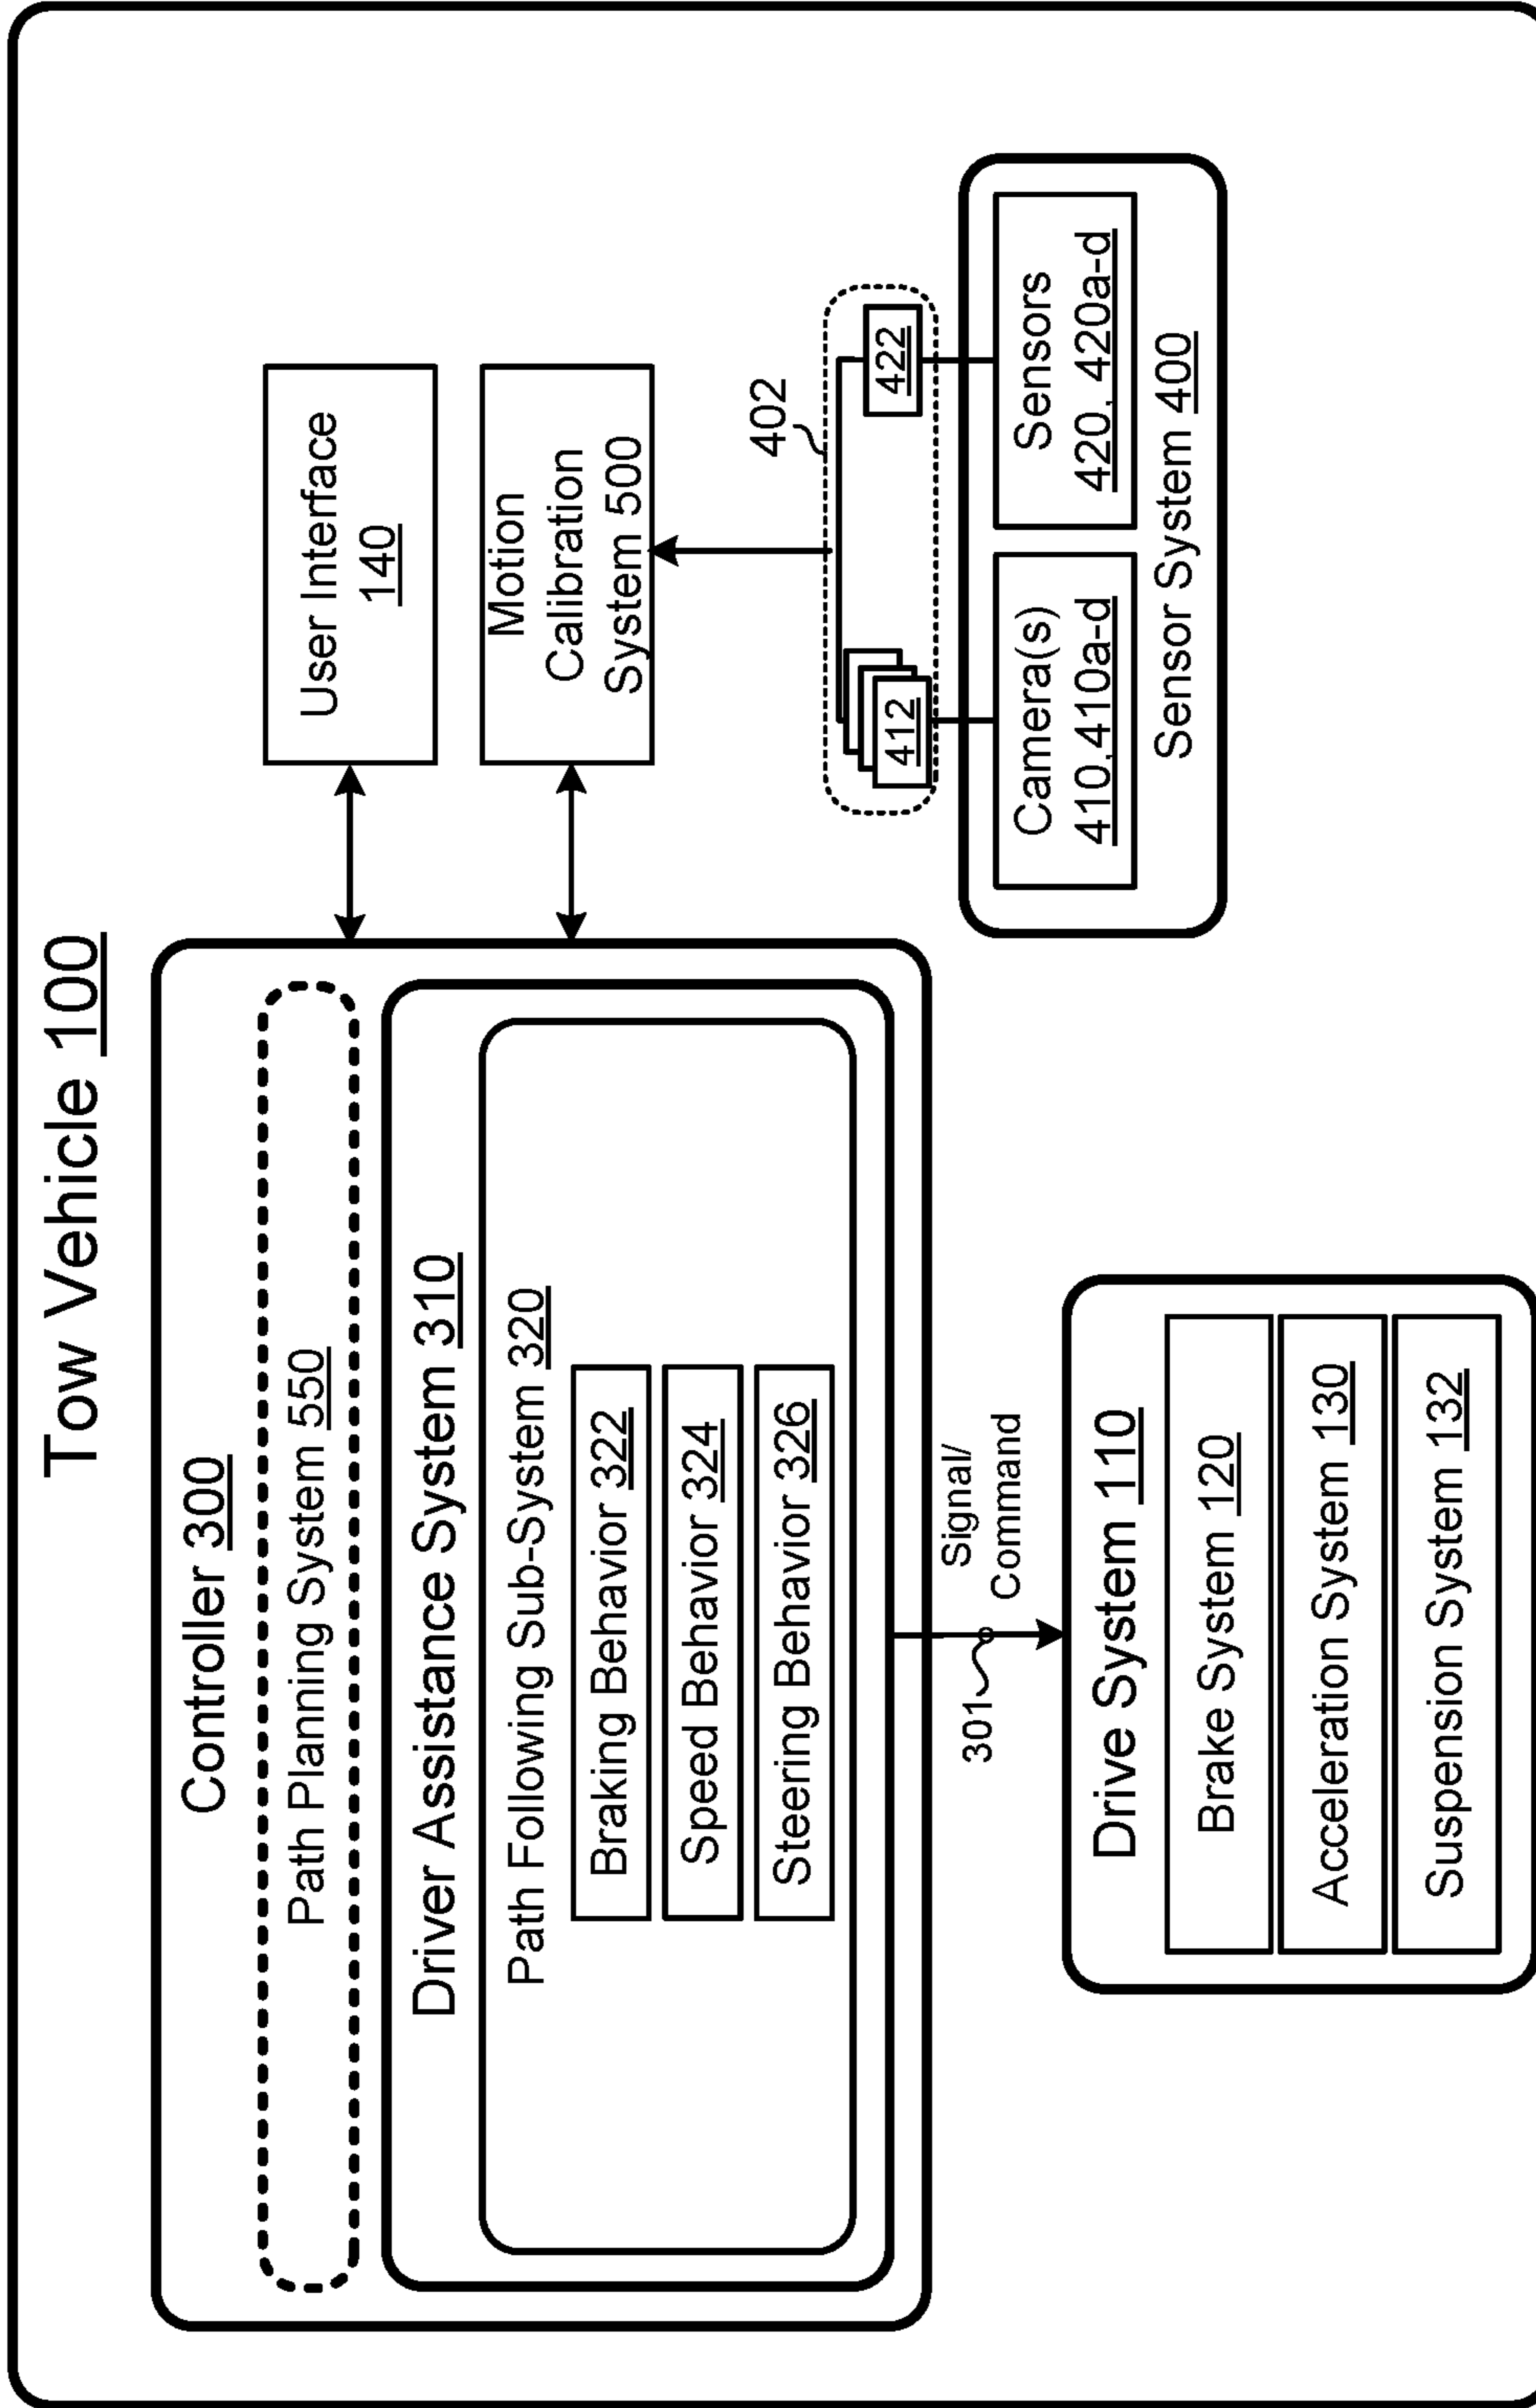 Tow Vehicle 100
Controller 300
Path Planning System 550
Driver Assistance System 310
Path Following Sub-System 320
Braking Behavior 322
Speed Behavior 324
Steering Behavior 326
301
Signal/
Command
Drive System 110
Brake System 120
Acceleration System 130
Suspension System 132
User Interface
140
Motion
Calibration
System 500
402
412
422
Camera(s)
410,410a-d
Sensors
420, 420a-d
Sensor System 400